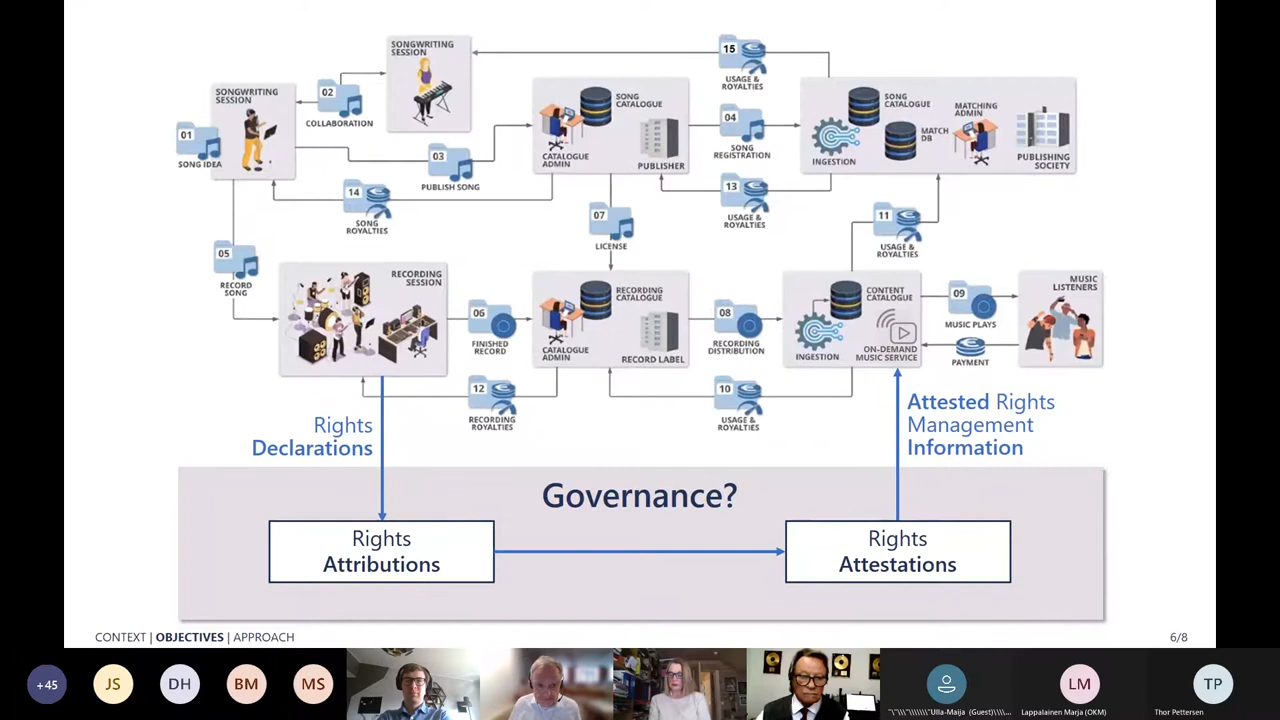 SONGWRITING
SESSION
15
USAGE &
ROYALTIES
SONGWRITING
SESSION
02
COLLABORATION
01
SONG IDEA
03
PUBLISH SONG
SONG
CATALOGUE
CATALOGUE
ADMIN
PUBLISHER
04
SONG
REGISTRATION
SONG
CATALOGUE
MATCH
DB
MATCHING
ADMIN
INGESTION
PUBLISHING
SOCIETY
14
SONG
ROYALTIES
13
USAGE &
ROYALTIES
07
LICENSE
11
USAGE &
ROYALTIES
05
RECORD
SONG
RECORDING
SESSION
06
FINISHED
RECORD
RECORDING
CATALOGUE
CATALOGUE
ADMIN
RECORD LABEL
08
RECORDING
DISTRIBUTION
CONTENT
CATALOGUE
INGESTION
ON-DEMAND
MUSIC SERVICE
09
MUSIC PLAYS
PAYMENT
MUSIC
LISTENERS
12
RECORDING
ROYALTIES
10
USAGE &
ROYALTIES
Rights
Declarations
Attested Rights
Management
Information
Governance?
Rights
Attributions
Rights
Attestations
CONTEXT | OBJECTIVES | APPROACH
6/8
+45
JS
DH
BM
MS
"\"\\\"\\\\\\\"Ulla-Maija (Guest)\\\\...
LM
Lappalainen Marja (OKM)
TP
Thor Pettersen